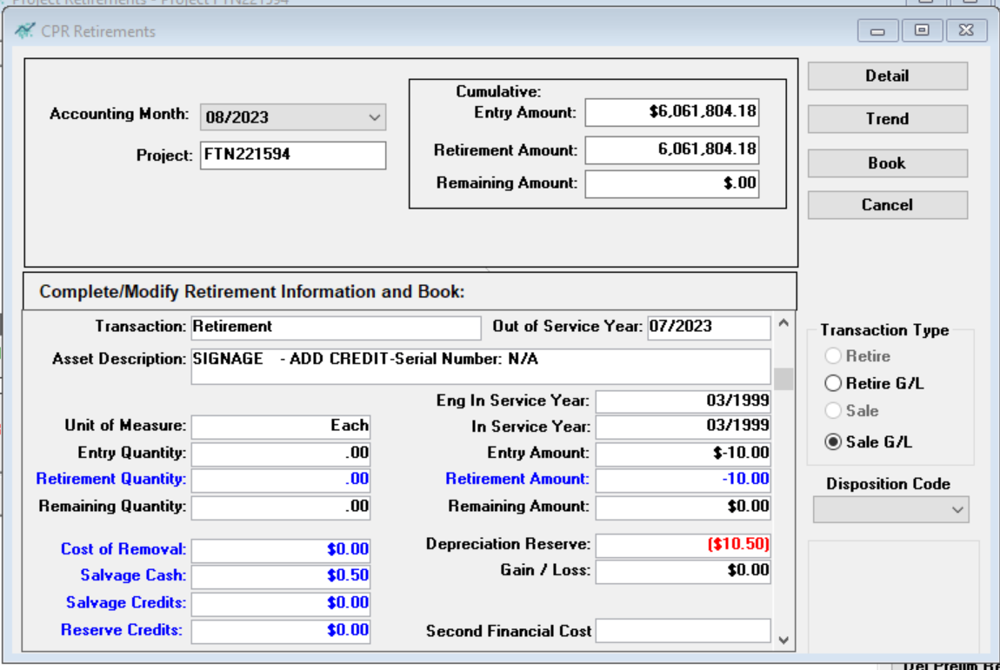 Project Retirements - Project FTN221594
CPR Retirements
Detail
Cumulative:
Accounting Month: 08/2023
Entry Amount: $6,061,804.18
Trend
Project: FTN221594
Retirement Amount: 6,061,804.18
Book
Remaining Amount: $.00
Cancel
Complete/Modify Retirement Information and Book:
Transaction: Retirement Out of Service Year: 07/2023
Asset Description: SIGNAGE - ADD CREDIT-Serial Number: N/A
Eng In Service Year: 03/1999
Unit of Measure: Each In Service Year: 03/1999
Entry Quantity: .00 Entry Amount: $-10.00
Retirement Quantity: .00 Retirement Amount: -10.00
Remaining Quantity: .00 Remaining Amount: $0.00
Cost of Removal: $0.00 Depreciation Reserve: ($10.50)
Salvage Cash: $0.50 Gain / Loss: $0.00
Salvage Credits: $0.00
Reserve Credits: $0.00 Second Financial Cost
Transaction Type
Retire
Retire G/L
Sale
Sale G/L
Disposition Code
Del Prelim